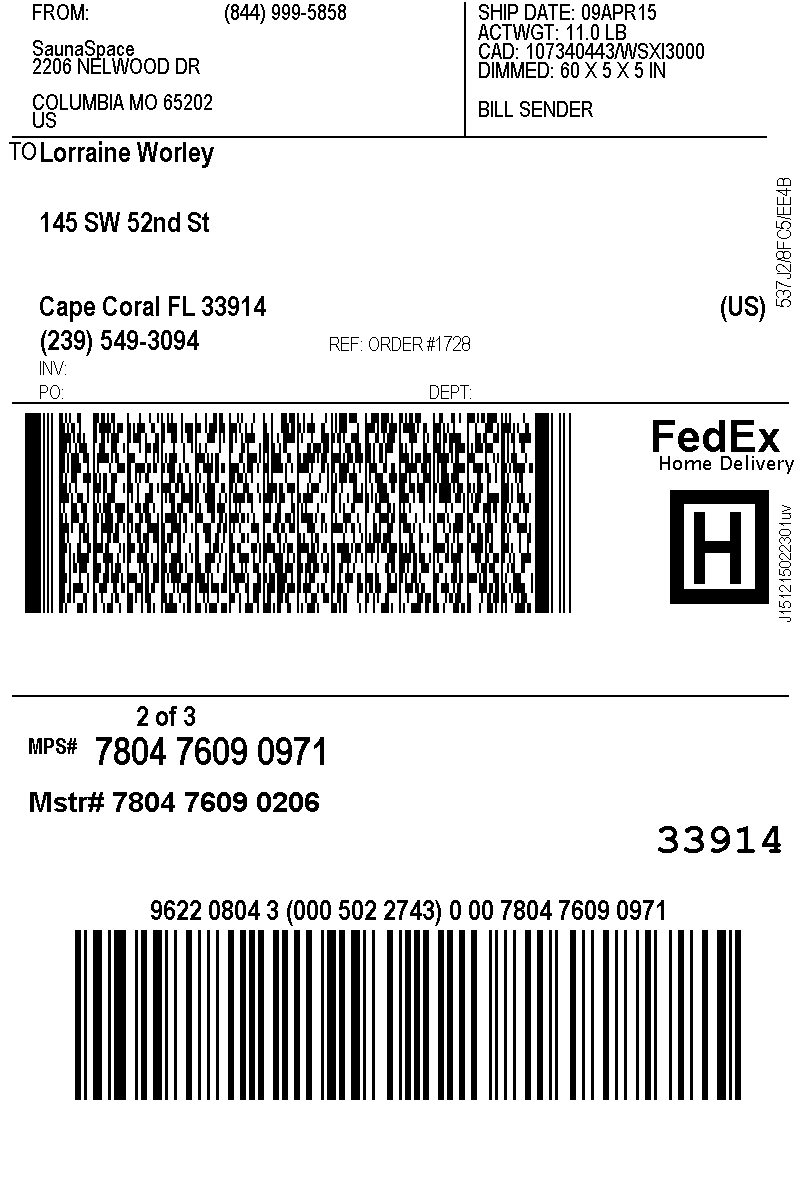 FROM: (844) 999-5858
SaunaSpace
2206 NELWOOD DR
COLUMBIA MO 65202
US
SHIP DATE: 09APR15
ACTWGT: 11.0 LB
CAD: 107340443/WSXI3000
DIMMED: 60 X 5 X 5 IN
BILL SENDER
TO Lorraine Worley
145 SW 52nd St
Cape Coral FL 33914 (US)
(239) 549-3094 REF: ORDER #1728
INV:
PO: DEPT:
537J2/8FC5/EE4B
FedEx
Home Delivery
H
J151215022301uv
2 of 3
MPS# 7804 7609 0971
Mstr# 7804 7609 0206
33914
9622 0804 3 (000 502 2743) 0 00 7804 7609 0971